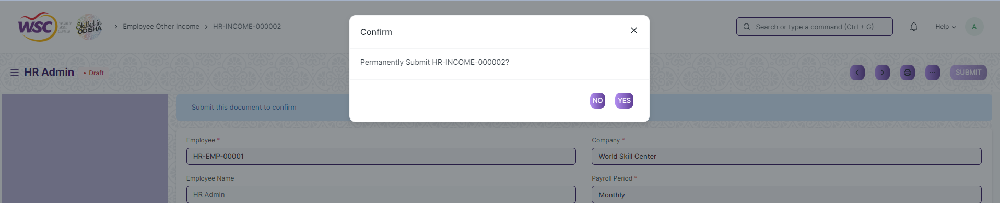 WSC WORLD SKILL CENTER
Skilled in ODISHA
Employee Other Income
HR-INCOME-000002
Search or type a command (Ctrl + G)
Help
A
Confirm
Permanently Submit HR-INCOME-000002?
NO YES
HR Admin
Draft
SUBMIT
Submit this document to confirm
Employee *
HR-EMP-00001
Company *
World Skill Center
Employee Name
HR Admin
Payroll Period *
Monthly